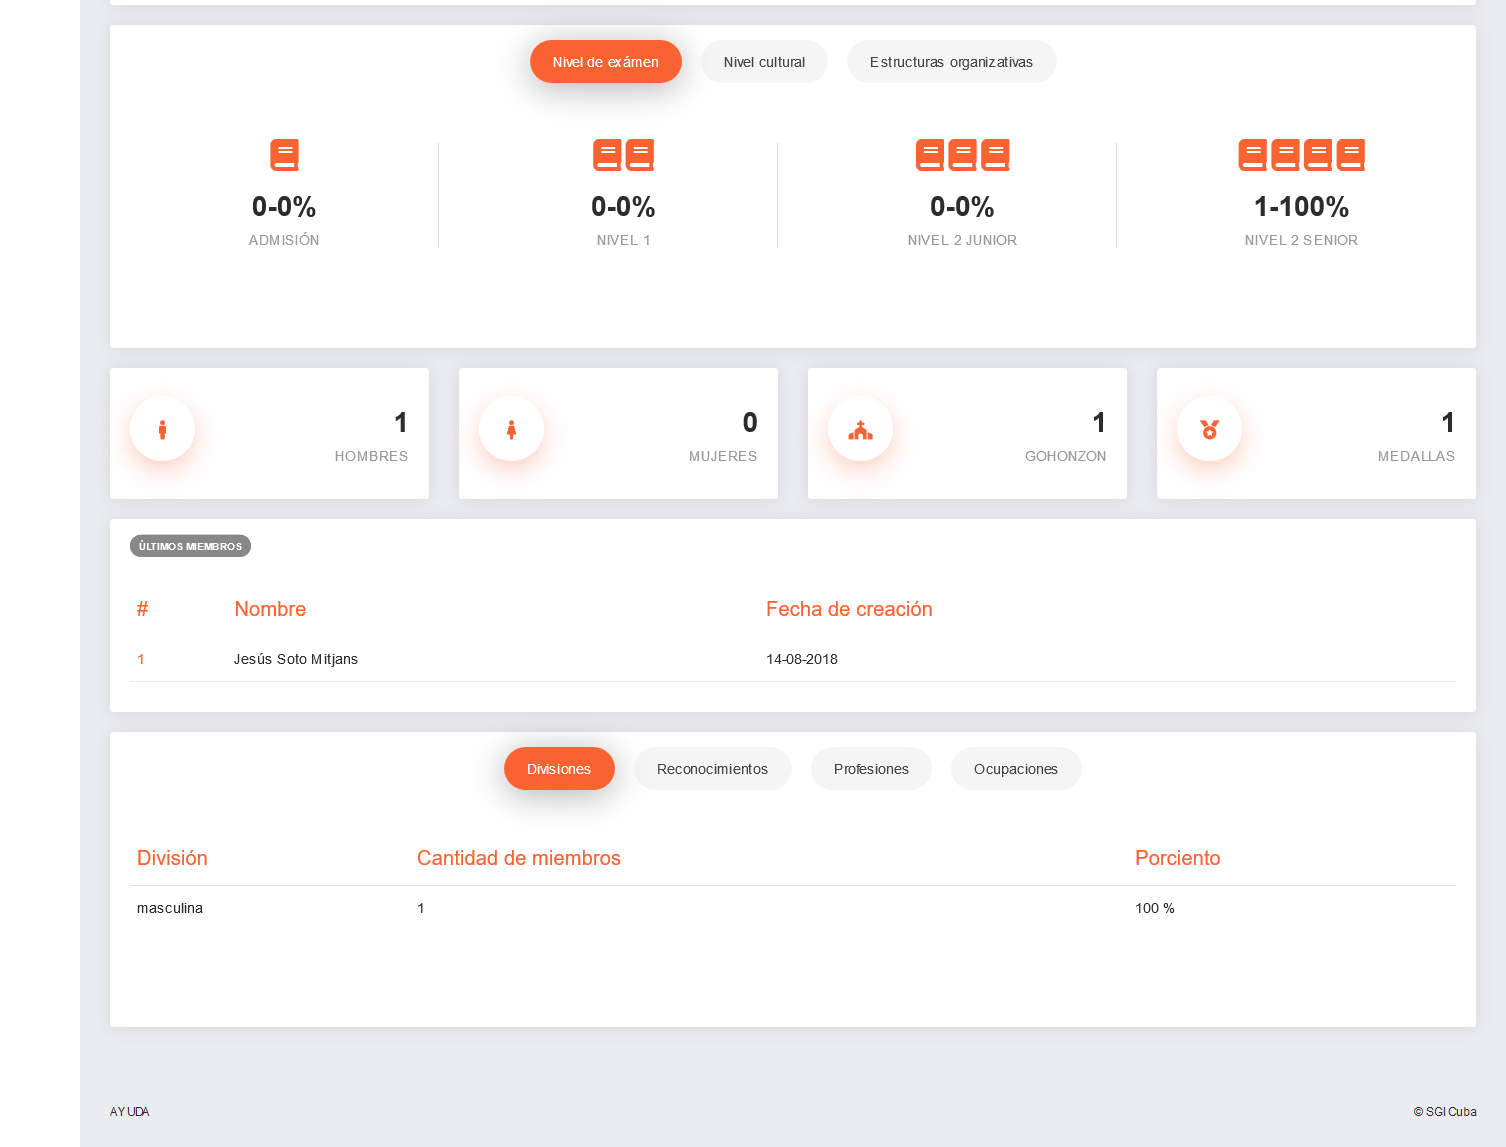 Nivel de exámen Nivel cultural Estructuras organizativas
0-0% 0-0% 0-0% 1-100%
ADMISIÓN NIVEL 1 NIVEL 2 JUNIOR NIVEL 2 SENIOR
1 0 1 1
HOMBRES MUJERES GOHONZON MEDALLAS
ÚLTIMOS MIEMBROS
# Nombre Fecha de creación
1 Jesús Soto Mitjans 14-08-2018
Divisiones Reconocimientos Profesiones Ocupaciones
División Cantidad de miembros Porciento
masculina 1 100 %
AYUDA © SGI Cuba